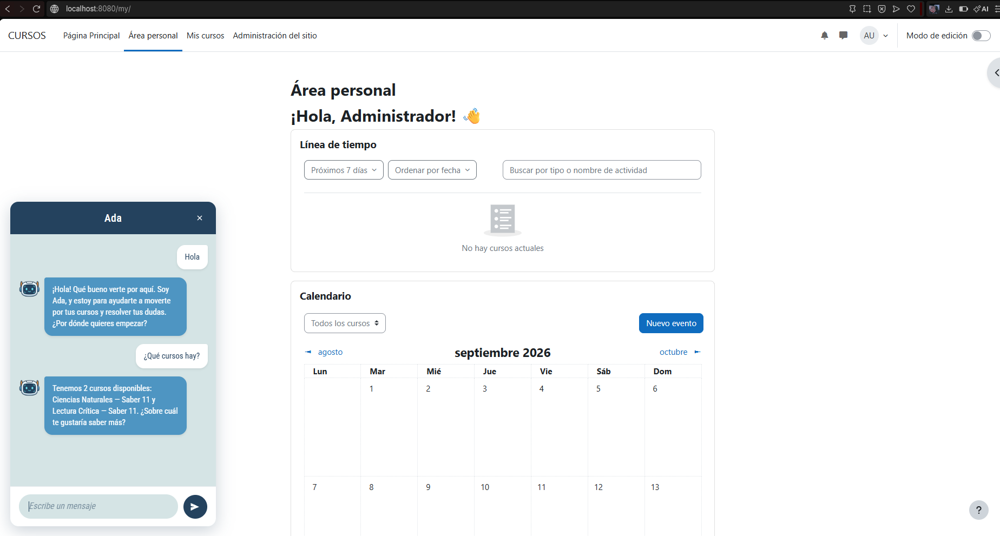 localhost:8080/my/
AI
CURSOS
Página Principal
Área personal
Mis cursos
Administración del sitio
AU
Modo de edición
Área personal
¡Hola, Administrador! 👋
Línea de tiempo
Próximos 7 días
Ordenar por fecha
Buscar por tipo o nombre de actividad
No hay cursos actuales
Calendario
Todos los cursos
Nuevo evento
agosto
septiembre 2026
octubre
Lun Mar Mié Jue Vie Sáb Dom
1 2 3 4 5 6
7 8 9 10 11 12 13
Ada
×
Hola
¡Hola! Qué bueno verte por aquí. Soy
Ada, y estoy para ayudarte a moverte
por tus cursos y resolver tus dudas.
¿Por dónde quieres empezar?
¿Qué cursos hay?
Tenemos 2 cursos disponibles:
Ciencias Naturales — Saber 11 y
Lectura Crítica — Saber 11. ¿Sobre cuál
te gustaría saber más?
Escribe un mensaje
?